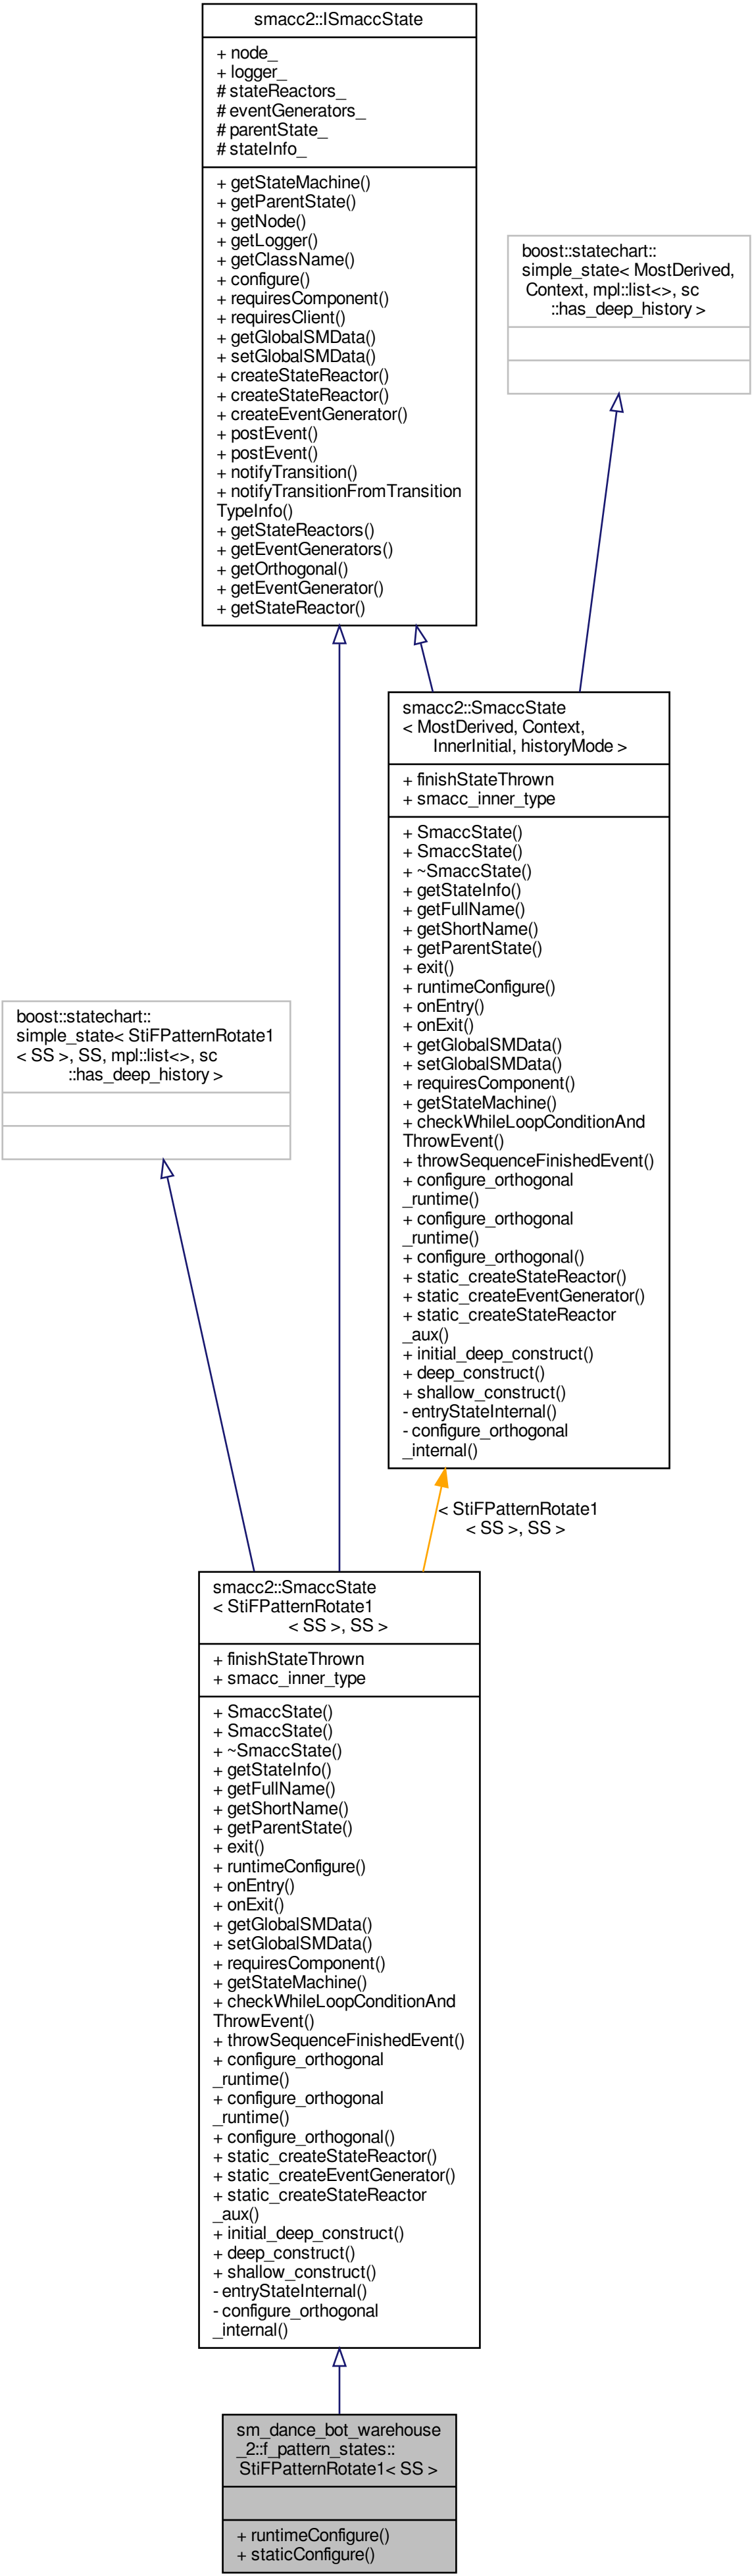 smacc2::ISmaccState
+ node_
+ logger_
# stateReactors_
# eventGenerators_
# parentState_
# stateInfo_
+ getStateMachine()
+ getParentState()
+ getNode()
+ getLogger()
+ getClassName()
+ configure()
+ requiresComponent()
+ requiresClient()
+ getGlobalSMData()
+ setGlobalSMData()
+ createStateReactor()
+ createStateReactor()
+ createEventGenerator()
+ postEvent()
+ postEvent()
+ notifyTransition()
+ notifyTransitionFromTransition
TypeInfo()
+ getStateReactors()
+ getEventGenerators()
+ getOrthogonal()
+ getEventGenerator()
+ getStateReactor()
boost::statechart::
simple_state< MostDerived,
Context, mpl::list<>, sc
::has_deep_history >
smacc2::SmaccState
< MostDerived, Context,
InnerInitial, historyMode >
+ finishStateThrown
+ smacc_inner_type
+ SmaccState()
+ SmaccState()
+ ~SmaccState()
+ getStateInfo()
+ getFullName()
+ getShortName()
+ getParentState()
+ exit()
+ runtimeConfigure()
+ onEntry()
+ onExit()
+ getGlobalSMData()
+ setGlobalSMData()
+ requiresComponent()
+ getStateMachine()
+ checkWhileLoopConditionAnd
ThrowEvent()
+ throwSequenceFinishedEvent()
+ configure_orthogonal
_runtime()
+ configure_orthogonal
_runtime()
+ configure_orthogonal()
+ static_createStateReactor()
+ static_createEventGenerator()
+ static_createStateReactor
_aux()
+ initial_deep_construct()
+ deep_construct()
+ shallow_construct()
- entryStateInternal()
- configure_orthogonal
_internal()
boost::statechart::
simple_state< StiFPatternRotate1
< SS >, SS, mpl::list<>, sc
::has_deep_history >
< StiFPatternRotate1
< SS >, SS >
smacc2::SmaccState
< StiFPatternRotate1
< SS >, SS >
+ finishStateThrown
+ smacc_inner_type
+ SmaccState()
+ SmaccState()
+ ~SmaccState()
+ getStateInfo()
+ getFullName()
+ getShortName()
+ getParentState()
+ exit()
+ runtimeConfigure()
+ onEntry()
+ onExit()
+ getGlobalSMData()
+ setGlobalSMData()
+ requiresComponent()
+ getStateMachine()
+ checkWhileLoopConditionAnd
ThrowEvent()
+ throwSequenceFinishedEvent()
+ configure_orthogonal
_runtime()
+ configure_orthogonal
_runtime()
+ configure_orthogonal()
+ static_createStateReactor()
+ static_createEventGenerator()
+ static_createStateReactor
_aux()
+ initial_deep_construct()
+ deep_construct()
+ shallow_construct()
- entryStateInternal()
- configure_orthogonal
_internal()
sm_dance_bot_warehouse
_2::f_pattern_states::
StiFPatternRotate1< SS >
+ runtimeConfigure()
+ staticConfigure()